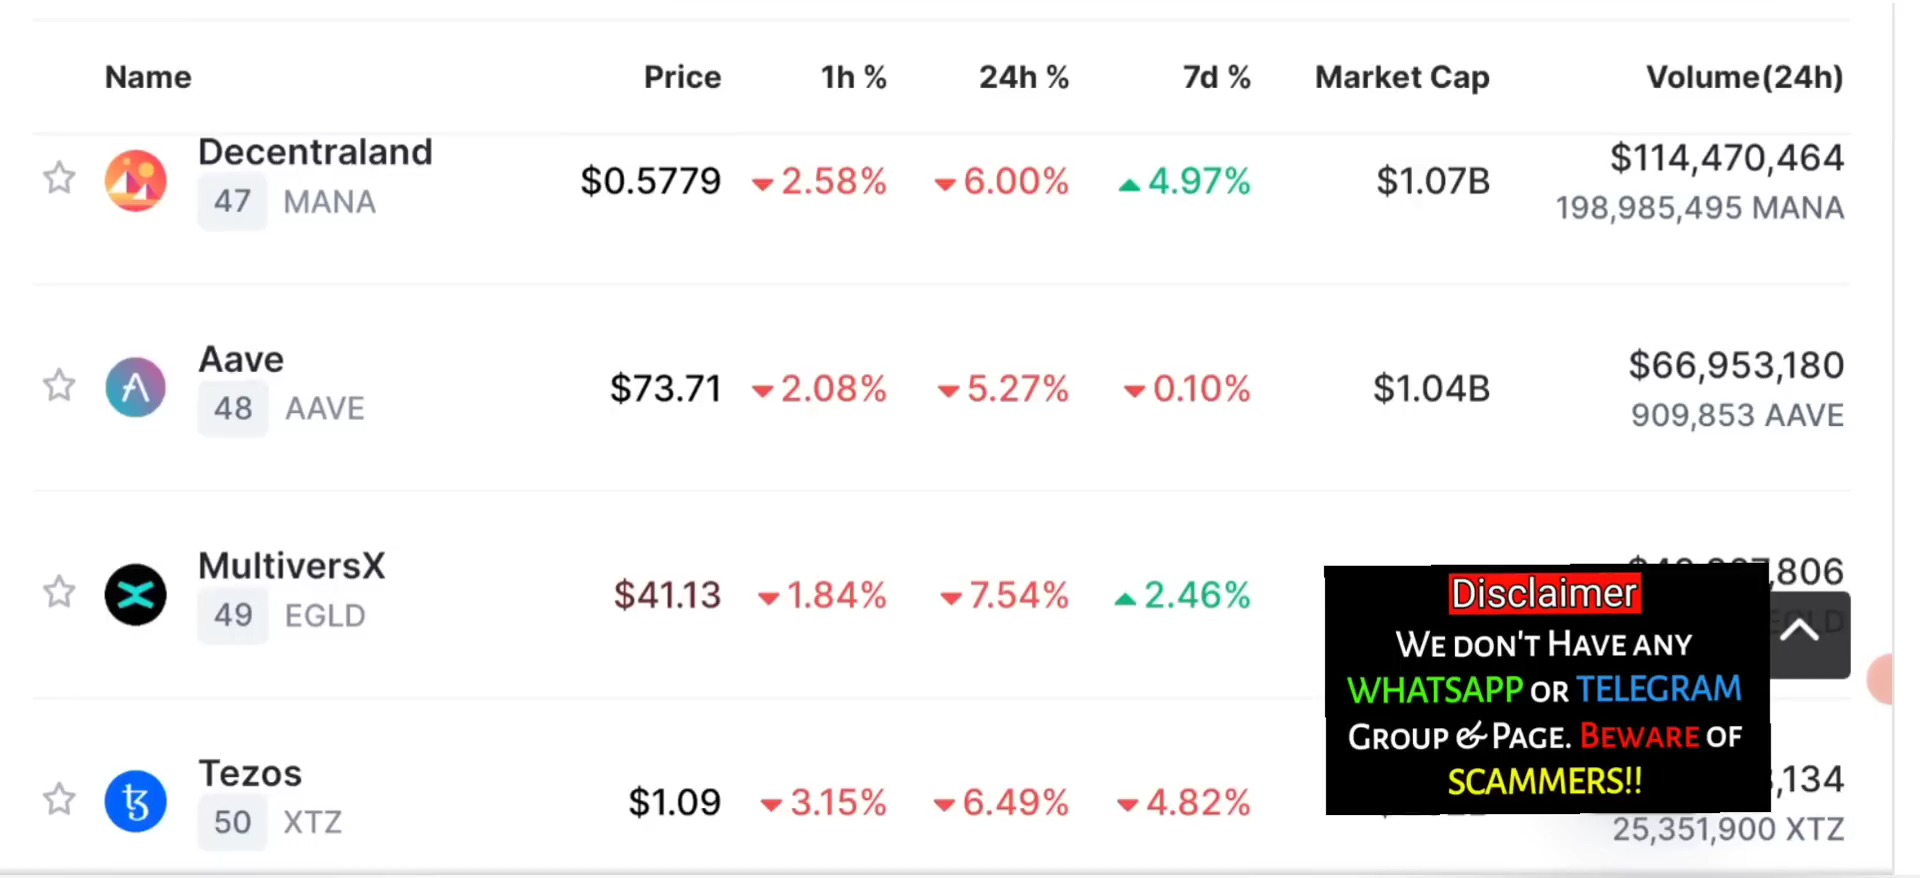 Name Price 1h % 24h % 7d % Market Cap Volume(24h)
Decentraland
47 MANA
$0.5779 2.58% 6.00% 4.97% $1.07B
$114,470,464
198,985,495 MANA
Aave
48 AAVE
$73.71 2.08% 5.27% 0.10% $1.04B
$66,953,180
909,853 AAVE
MultiversX
49 EGLD
$41.13 1.84% 7.54% 2.46%
,806
Tezos
50 XTZ
$1.09 3.15% 6.49% 4.82%
,134
25,351,900 XTZ
Disclaimer
We don't Have any
WHATSAPP or TELEGRAM
Group & Page. Beware of
SCAMMERS!!